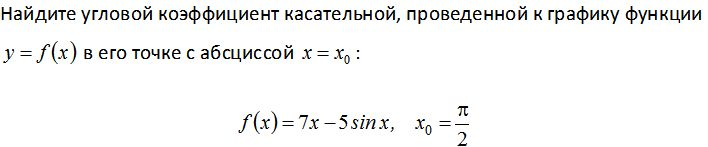 Найдите угловой коэффициент касательной, проведенной к графику функции
y = f(x) в его точке с абсциссой x = x₀ :
f(x) = 7x − 5 sin x, x₀ = π/2